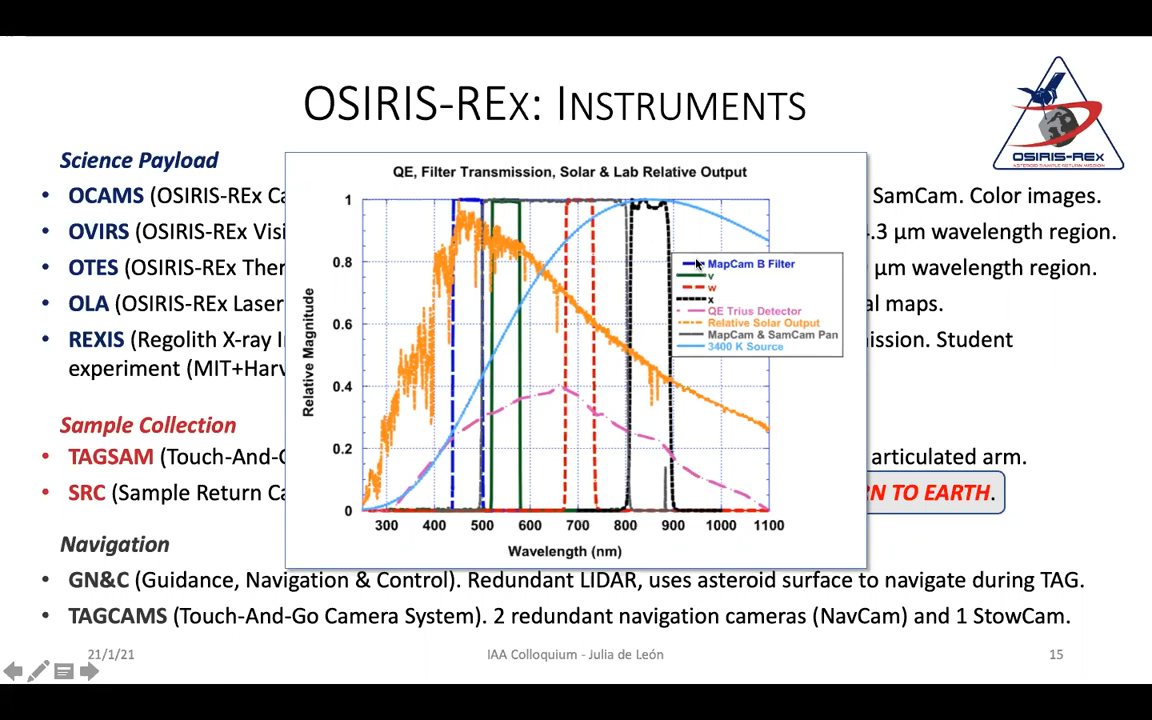 OSIRIS-REX: INSTRUMENTS
OSIRIS-REx
ASTEROID SAMPLE RETURN MISSION
Science Payload
• OCAMS (OSIRIS-REx Ca
SamCam. Color images.
• OVIRS (OSIRIS-REx Visi
.3 µm wavelength region.
• OTES (OSIRIS-REx Ther
µm wavelength region.
• OLA (OSIRIS-REx Laser
al maps.
• REXIS (Regolith X-ray I
ission. Student
experiment (MIT+Harv
Sample Collection
• TAGSAM (Touch-And-G
articulated arm.
• SRC (Sample Return Ca
N TO EARTH.
QE, Filter Transmission, Solar & Lab Relative Output
1
0.8
0.6
0.4
0.2
0
Relative Magnitude
300 400 500 600 700 800 900 1000 1100
Wavelength (nm)
MapCam B Filter
v
w
x
QE Trius Detector
Relative Solar Output
MapCam & SamCam Pan
3400 K Source
Navigation
• GN&C (Guidance, Navigation & Control). Redundant LIDAR, uses asteroid surface to navigate during TAG.
• TAGCAMS (Touch-And-Go Camera System). 2 redundant navigation cameras (NavCam) and 1 StowCam.
21/1/21
IAA Colloquium - Julia de León
15